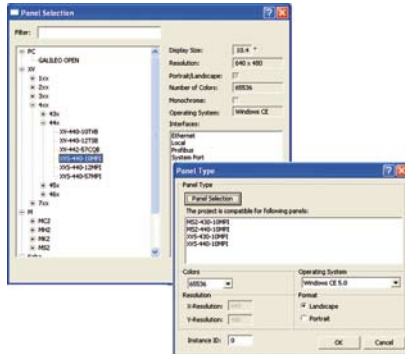 Panel Selection
Filter:
PC
GALILEO OPEN
XV
1xx
2xx
3xx
4xx
43x
44x
XV-440-10TVB
XV-440-12TSB
XV-442-57CQB
XVS-440-10MPI
XVS-440-12MPI
XVS-440-57MPI
45x
46x
7xx
M
MC2
MH2
MK2
MS2
Display Size: 10.4 "
Resolution: 640 x 480
Portrait/Landscape:
Number of Colors: 65536
Monochrome:
Operating System: Windows CE
Interfaces:
Ethernet
Local
Profibus
System Port
Panel Type
Panel Type
Panel Selection
The project is compatible for following panels:
MS2-430-10MPI
MS2-440-10MPI
XVS-430-10MPI
XVS-440-10MPI
Colors
65536
Operating System
Windows CE 5.0
Resolution
X-Resolution: 640
Y-Resolution: 480
Format
Landscape
Portrait
Instance ID: 0
OK
Cancel